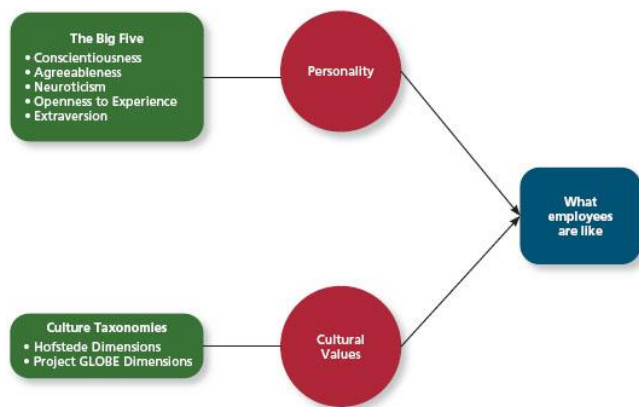 The Big Five
• Conscientiousness
• Agreeableness
• Neuroticism
• Openness to Experience
• Extraversion
Personality
What
employees
are like
Culture Taxonomies
• Hofstede Dimensions
• Project GLOBE Dimensions
Cultural
Values